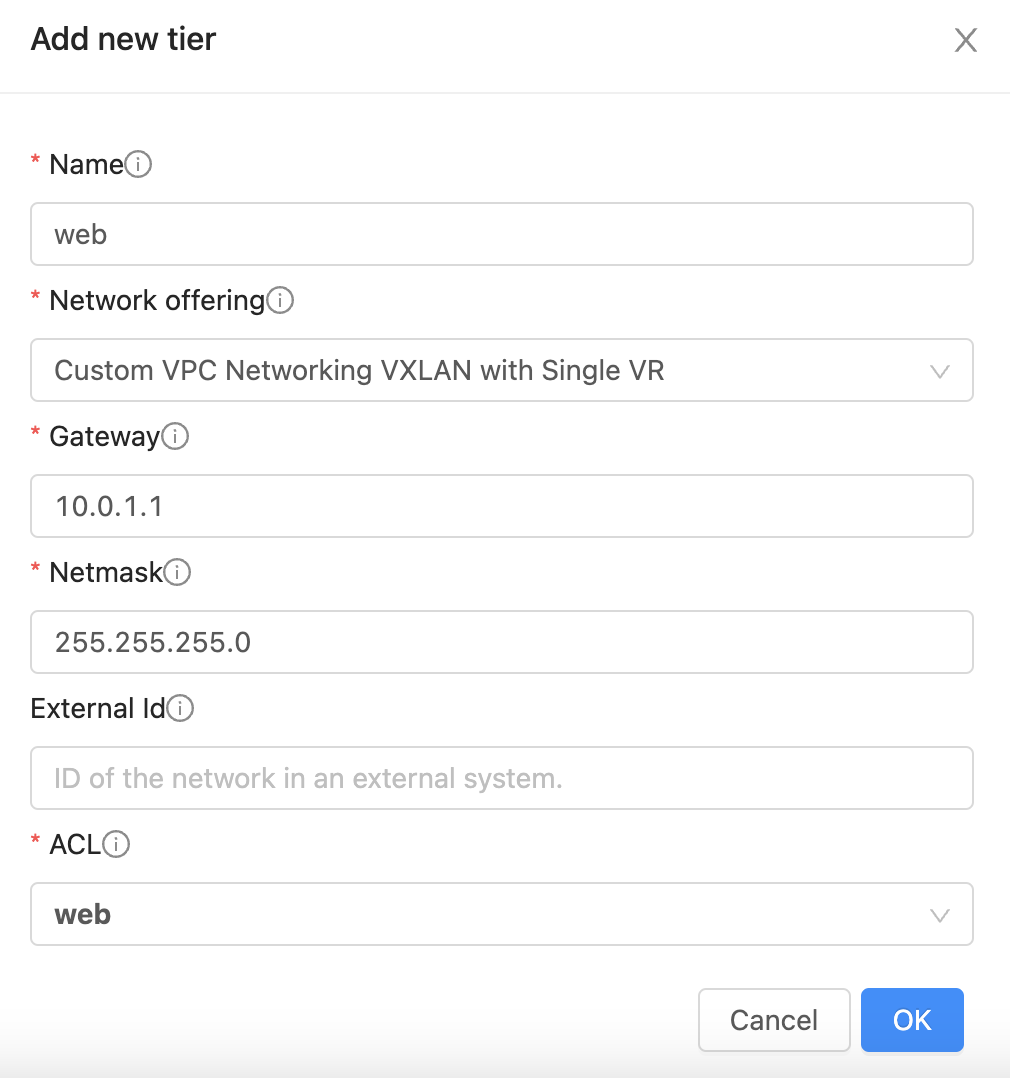 Add new tier
* Name
web
* Network offering
Custom VPC Networking VXLAN with Single VR
* Gateway
10.0.1.1
* Netmask
255.255.255.0
External Id
ID of the network in an external system.
* ACL
web
Cancel OK